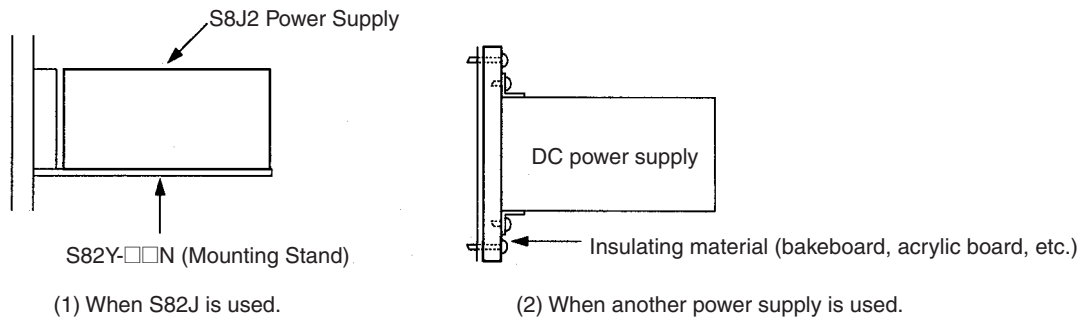 S8J2 Power Supply
DC power supply
S82Y-□□N (Mounting Stand)
Insulating material (bakeboard, acrylic board, etc.)
(1) When S82J is used.
(2) When another power supply is used.